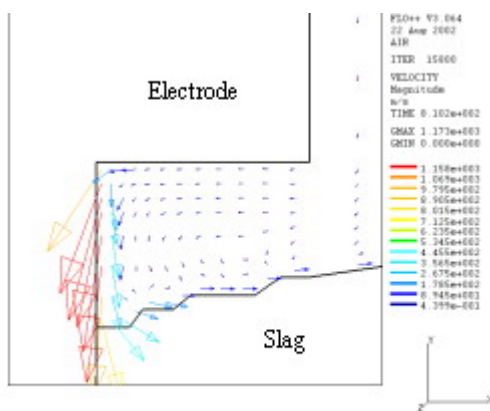 FLO++ V3.064
22 Aug 2002
AIR
ITER 15000
VELOCITY
Magnitude
m/s
TIME 8.102e+002
GMAX 1.173e+003
GMIN 0.000e+000
1.158e+003
1.069e+003
9.795e+002
8.905e+002
8.015e+002
7.125e+002
6.235e+002
5.345e+002
4.455e+002
3.565e+002
2.675e+002
1.785e+002
8.945e+001
4.399e-001
Electrode
Slag
Y
Z
X